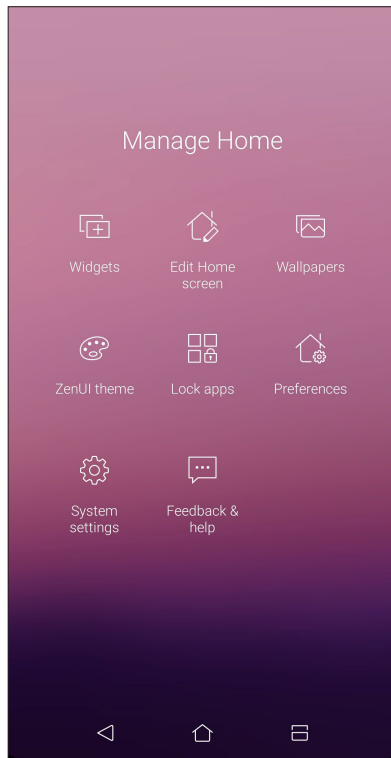 Manage Home
Widgets
Edit Home
screen
Wallpapers
ZenUI theme
Lock apps
Preferences
System
settings
Feedback &
help